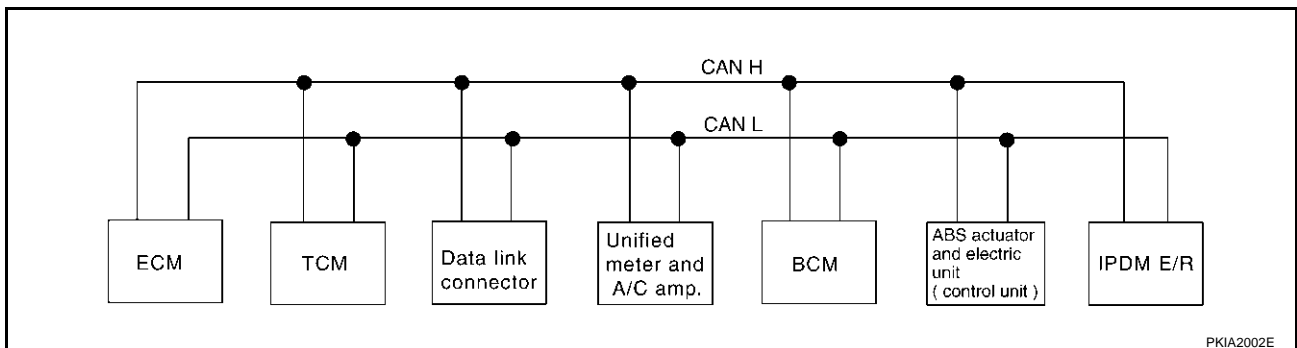 CAN H
CAN L
ECM
TCM
Data link
connector
Unified
meter and
A/C amp.
BCM
ABS actuator
and electric
unit
( control unit )
IPDM E/R
PKIA2002E